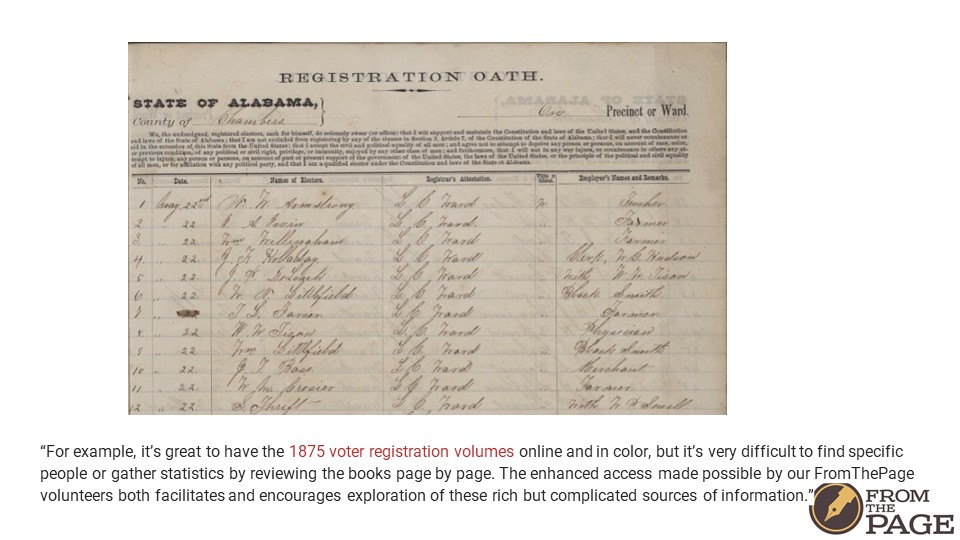 REGISTRATION OATH.
STATE OF ALABAMA,
County of Chambers
Cox Precinct or Ward.
We, the undersigned, registered electors, each for himself, do solemnly swear (or affirm) that I will support and maintain the Constitution and laws of the United States, and the Constitution
and laws of the State of Alabama; that I am not excluded from registering by any of the clauses in Section 3, Article 7, of the Constitution of the State of Alabama; that I will never countenance or
aid in the secession of this State from the United States; that I accept the civil and political equality of all men; and agree not to attempt to deprive any person or persons, on account of race, color,
or previous condition, of any political or civil right, privilege, or immunity, enjoyed by any other class of men; and furthermore, that I will not in any way injure, or countenance in others any at-
tempt to injure, any person or persons, on account of past or present support of the government of the United States, the laws of the United States, or the principle of the political and civil equality
of all men, or for affiliation with any political party, and that I am a qualified elector under the Constitution and laws of the State of Alabama.
No. Date. Names of Electors. Registrar's Attestation. White or Colored. Employer's Names and Remarks.
1 Aug. 22nd W. W. Armstrong L C Ward W. Teacher
2 " 22 A Ervin L C Ward. " Farmer
3 " 22 Wm Willingham L C Ward " Farmer
4 " 22 J. F. Holladay L C Ward " Clerk, W. C. Hudson
5 " 22 L C Ward " With W. W. Tison
6 " 22 W. P. Littlefield L C Ward " Black Smith
7 " T. L. L C Ward Farmer
8 " 22 W. W. Tison L. C Ward Physician
9 " 22 Wm Littlefield L C Ward " Black Smith
10 " 22 J T Bass L C Ward Merchant
11 " 22 W. Crosier L C Ward Farmer
12 " 22 Thrift L C, Ward With W.
“For example, it’s great to have the 1875 voter registration volumes online and in color, but it’s very difficult to find specific
people or gather statistics by reviewing the books page by page. The enhanced access made possible by our FromThePage
volunteers both facilitates and encourages exploration of these rich but complicated sources of information.”
FROM
THE
PAGE